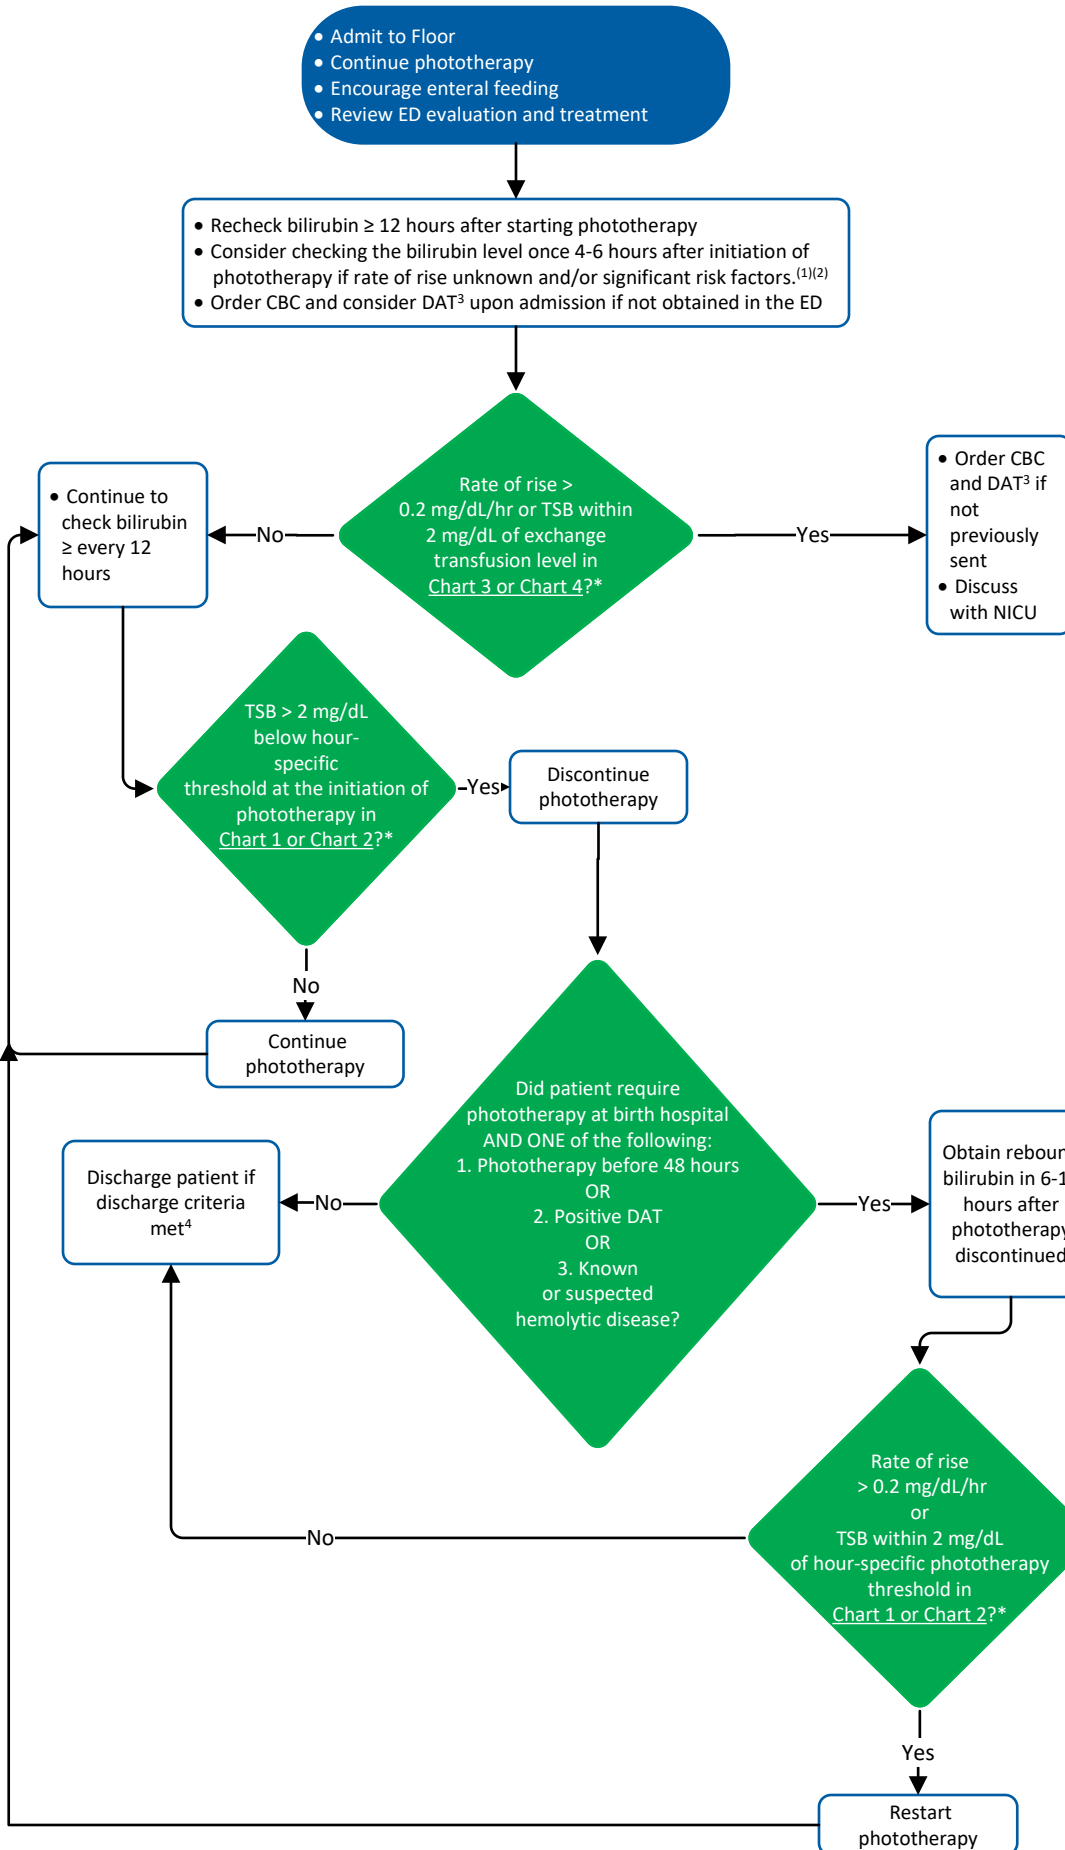 • Admit to Floor
• Continue phototherapy
• Encourage enteral feeding
• Review ED evaluation and treatment
• Recheck bilirubin ≥ 12 hours after starting phototherapy
• Consider checking the bilirubin level once 4-6 hours after initiation of
phototherapy if rate of rise unknown and/or significant risk factors.(1)(2)
• Order CBC and consider DAT³ upon admission if not obtained in the ED
Rate of rise >
0.2 mg/dL/hr or TSB within
2 mg/dL of exchange
transfusion level in
Chart 3 or Chart 4?*
No
Yes
• Continue to
check bilirubin
≥ every 12
hours
• Order CBC
and DAT³ if
not
previously
sent
• Discuss
with NICU
TSB > 2 mg/dL
below hour-
specific
threshold at the initiation of
phototherapy in
Chart 1 or Chart 2?*
Yes
Discontinue
phototherapy
No
Continue
phototherapy
Did patient require
phototherapy at birth hospital
AND ONE of the following:
1. Phototherapy before 48 hours
OR
2. Positive DAT
OR
3. Known
or suspected
hemolytic disease?
No
Discharge patient if
discharge criteria
met⁴
Yes
Obtain
bilirubin in
hours after
phototherapy
discontinued
Rate of rise
> 0.2 mg/dL/hr
or
TSB within 2 mg/dL
of hour-specific phototherapy
threshold in
Chart 1 or Chart 2?*
No
Yes
Restart
phototherapy